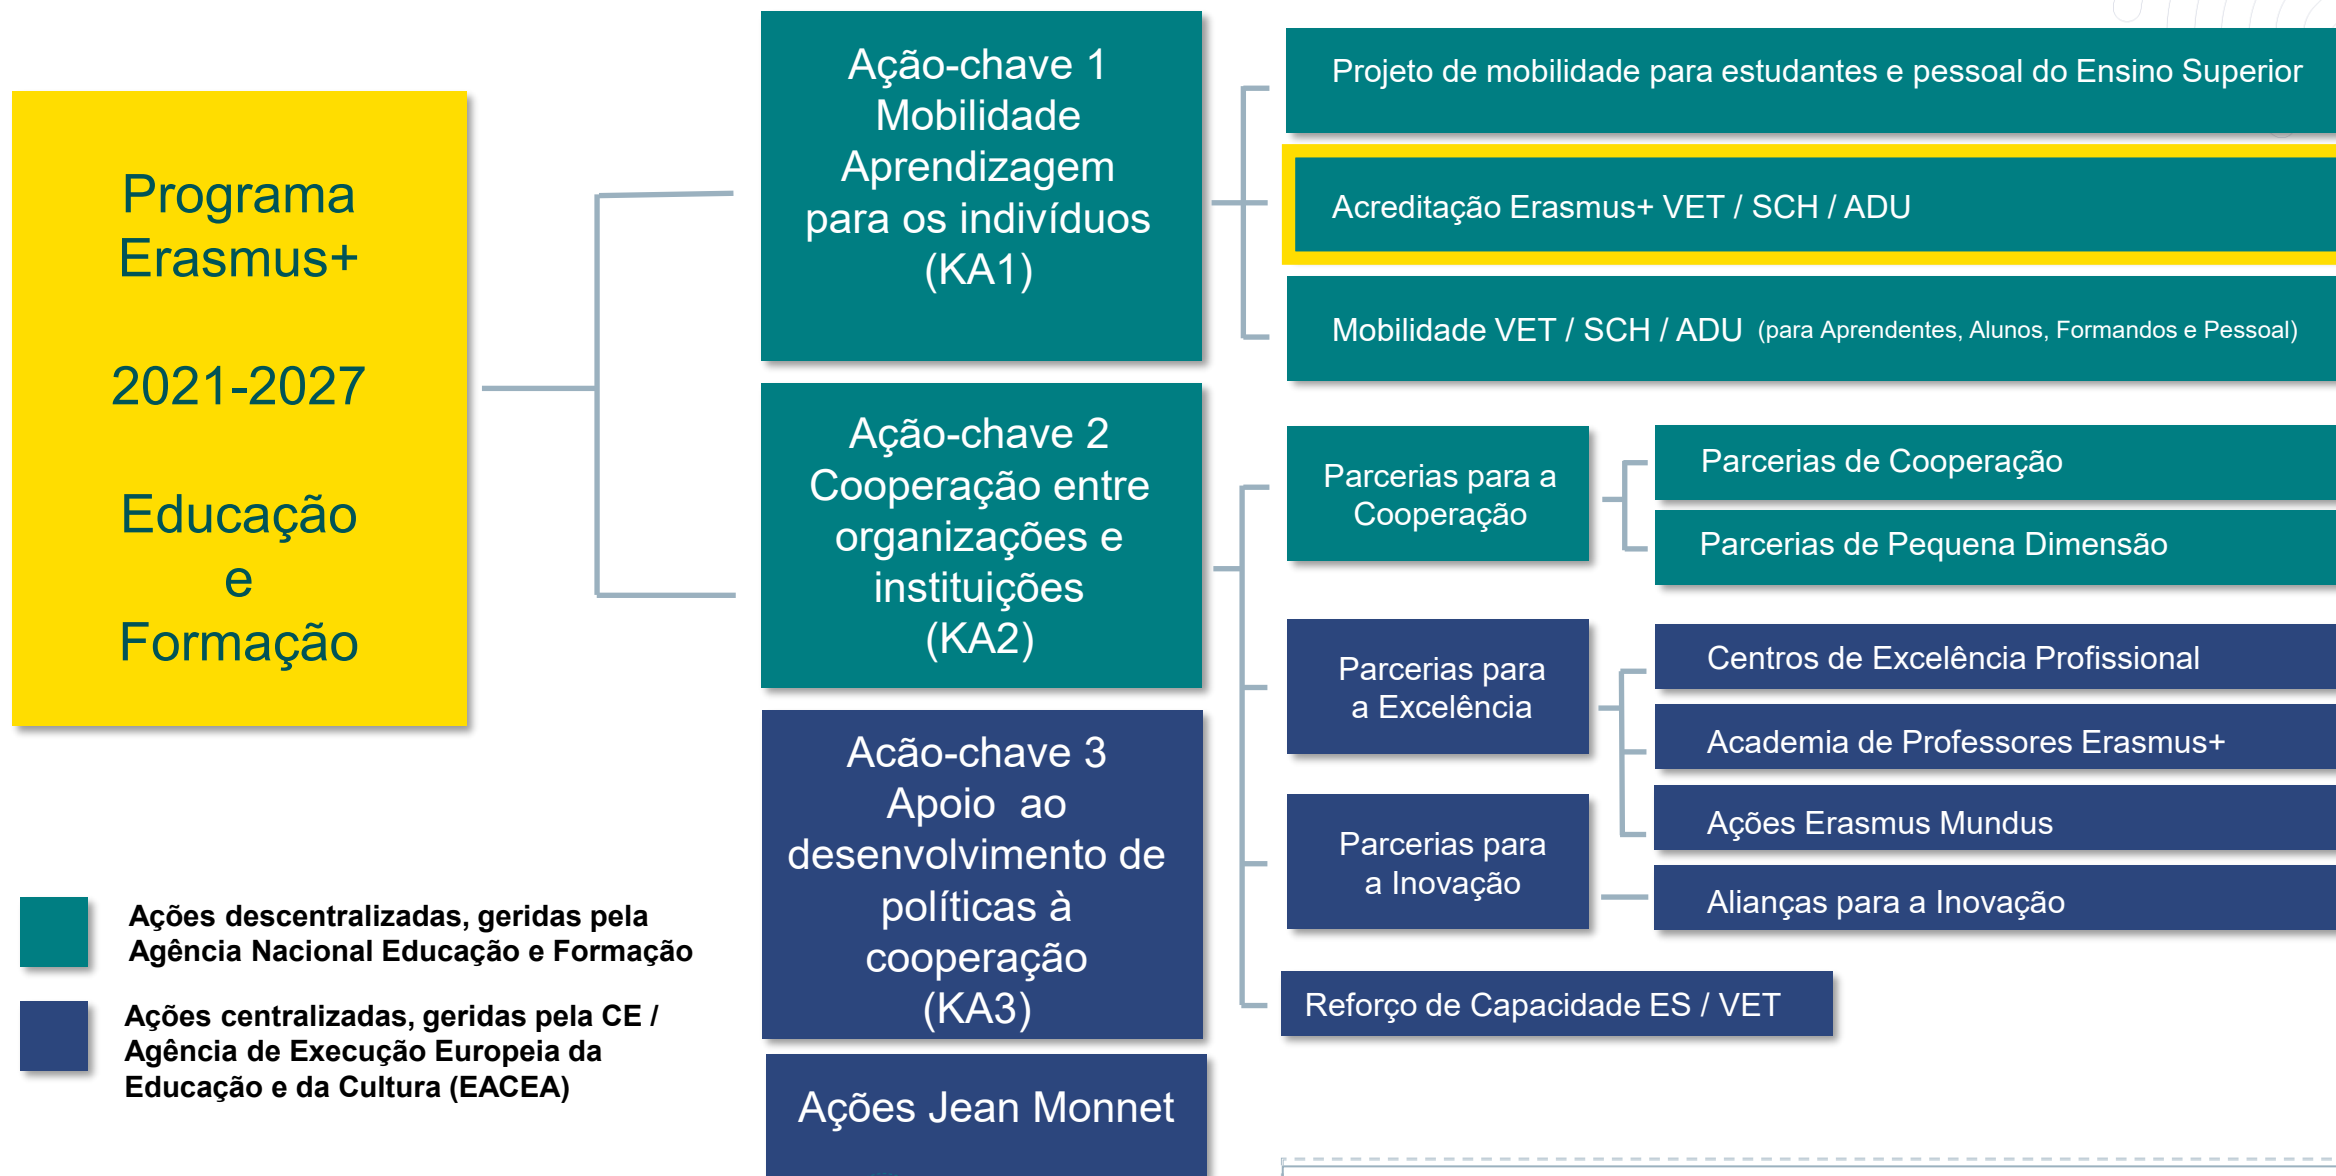 Programa
Erasmus+
2021-2027
Educação
e
Formação
Ação-chave 1
Mobilidade
Aprendizagem
para os indivíduos
(KA1)
Projeto de mobilidade para estudantes e pessoal do Ensino Superior
Acreditação Erasmus+ VET / SCH / ADU
Mobilidade VET / SCH / ADU (para Aprendentes, Alunos, Formandos e Pessoal)
Ação-chave 2
Cooperação entre
organizações e
instituições
(KA2)
Parcerias para a
Cooperação
Parcerias de Cooperação
Parcerias de Pequena Dimensão
Parcerias para
a Excelência
Centros de Excelência Profissional
Academia de Professores Erasmus+
Ações Erasmus Mundus
Parcerias para
a Inovação
Alianças para a Inovação
Reforço de Capacidade ES / VET
Acão-chave 3
Apoio ao
desenvolvimento de
políticas à
cooperação
(KA3)
Ações Jean Monnet
Ações descentralizadas, geridas pela
Agência Nacional Educação e Formação
Ações centralizadas, geridas pela CE /
Agência de Execução Europeia da
Educação e da Cultura (EACEA)